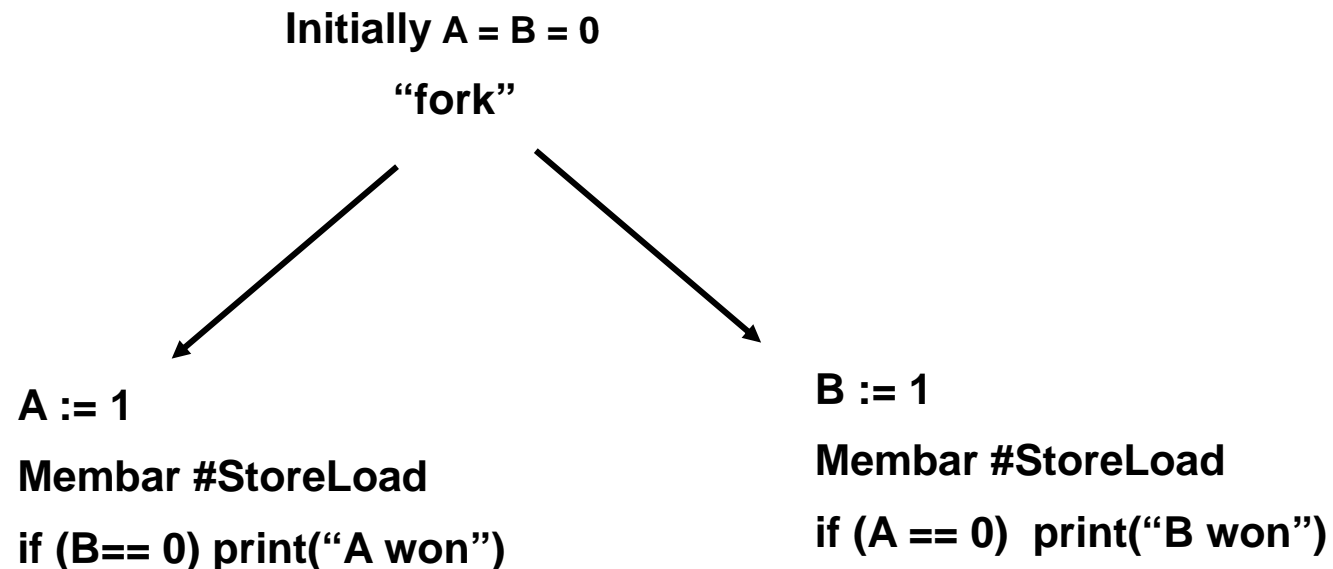 Initially A = B = 0
“fork”
A := 1
Membar #StoreLoad
if (B== 0) print(“A won”)
B := 1
Membar #StoreLoad
if (A == 0) print(“B won”)